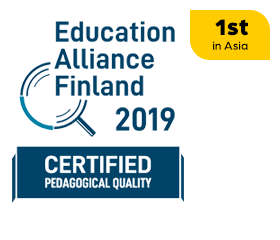 Education
Alliance
Finland
2019
CERTIFIED
PEDAGOGICAL QUALITY
1st
in Asia